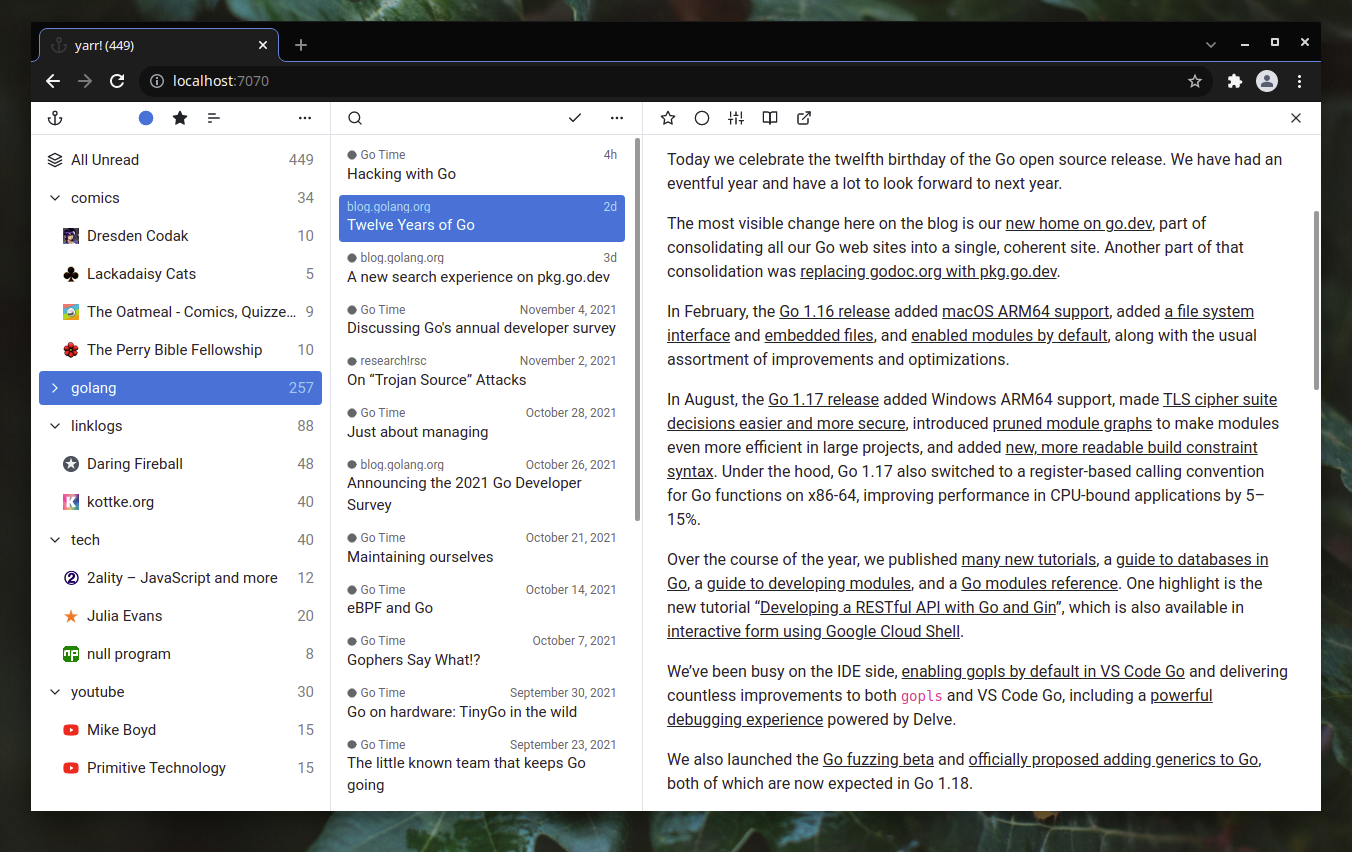 yarr! (449)
localhost:7070
All Unread 449
comics 34
Dresden Codak 10
Lackadaisy Cats 5
The Oatmeal - Comics, Quizze... 9
The Perry Bible Fellowship 10
golang 257
linklogs 88
Daring Fireball 48
kottke.org 40
tech 40
2ality – JavaScript and more 12
Julia Evans 20
null program 8
youtube 30
Mike Boyd 15
Primitive Technology 15
Go Time 4h
Hacking with Go
blog.golang.org 2d
Twelve Years of Go
blog.golang.org 3d
A new search experience on pkg.go.dev
Go Time November 4, 2021
Discussing Go's annual developer survey
research!rsc November 2, 2021
On “Trojan Source” Attacks
Go Time October 28, 2021
Just about managing
blog.golang.org October 26, 2021
Announcing the 2021 Go Developer
Survey
Go Time October 21, 2021
Maintaining ourselves
Go Time October 14, 2021
eBPF and Go
Go Time October 7, 2021
Gophers Say What!?
Go Time September 30, 2021
Go on hardware: TinyGo in the wild
Go Time September 23, 2021
The little known team that keeps Go
going
Today we celebrate the twelfth birthday of the Go open source release. We have had an
eventful year and have a lot to look forward to next year.
The most visible change here on the blog is our new home on go.dev, part of
consolidating all our Go web sites into a single, coherent site. Another part of that
consolidation was replacing godoc.org with pkg.go.dev.
In February, the Go 1.16 release added macOS ARM64 support, added a file system
interface and embedded files, and enabled modules by default, along with the usual
assortment of improvements and optimizations.
In August, the Go 1.17 release added Windows ARM64 support, made TLS cipher suite
decisions easier and more secure, introduced pruned module graphs to make modules
even more efficient in large projects, and added new, more readable build constraint
syntax. Under the hood, Go 1.17 also switched to a register-based calling convention
for Go functions on x86-64, improving performance in CPU-bound applications by 5–
15%.
Over the course of the year, we published many new tutorials, a guide to databases in
Go, a guide to developing modules, and a Go modules reference. One highlight is the
new tutorial “Developing a RESTful API with Go and Gin”, which is also available in
interactive form using Google Cloud Shell.
We’ve been busy on the IDE side, enabling gopls by default in VS Code Go and delivering
countless improvements to both gopls and VS Code Go, including a powerful
debugging experience powered by Delve.
We also launched the Go fuzzing beta and officially proposed adding generics to Go,
both of which are now expected in Go 1.18.